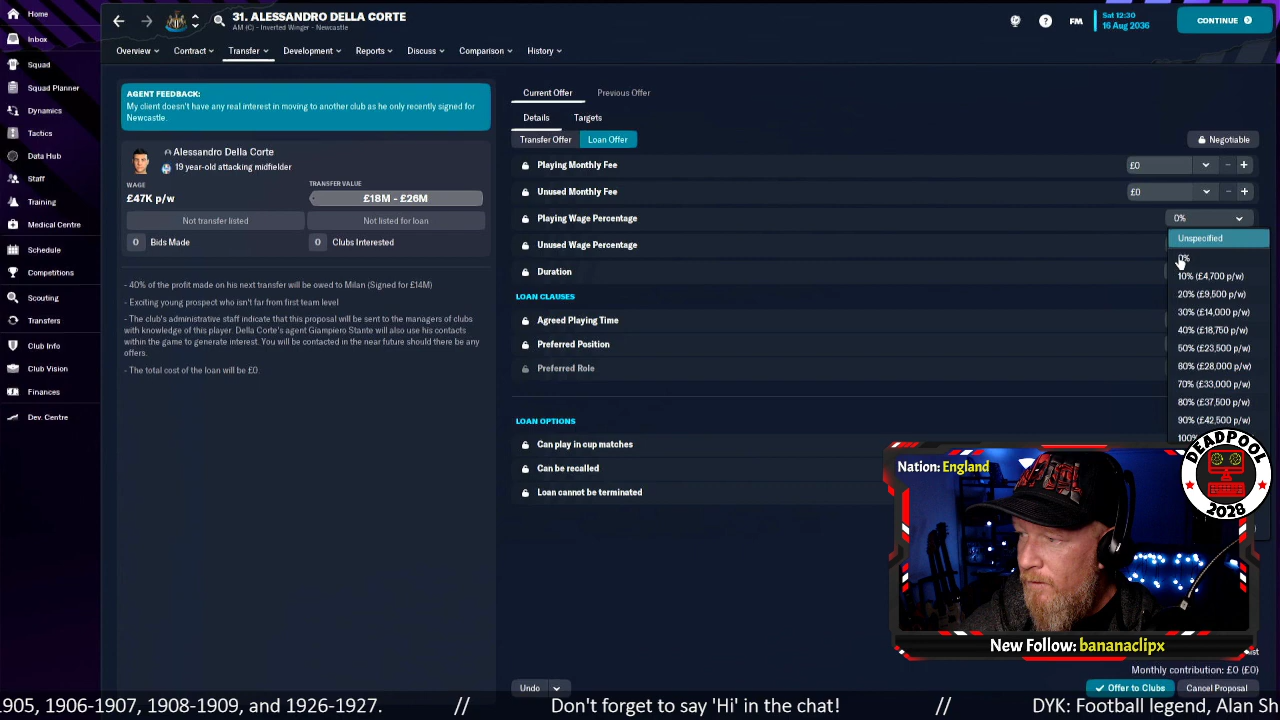 Home
Inbox
Squad
Squad Planner
Dynamics
Tactics
Data Hub
Staff
Training
Medical Centre
Schedule
Competitions
Scouting
Transfers
Club Info
Club Vision
Finances
Dev. Centre
31. ALESSANDRO DELLA CORTE
AM (C) - Inverted Winger - Newcastle
FM
Sat 12:30
16 Aug 2036
CONTINUE
Overview
Contract
Transfer
Development
Reports
Discuss
Comparison
History
AGENT FEEDBACK:
My client doesn't have any real interest in moving to another club as he only recently signed for
Newcastle.
Alessandro Della Corte
19 year-old attacking midfielder
WAGE
£47K p/w
TRANSFER VALUE
£18M - £26M
Not transfer listed
Not listed for loan
0 Bids Made
0 Clubs Interested
- 40% of the profit made on his next transfer will be owed to Milan (Signed for £14M)
- Exciting young prospect who isn't far from first team level
- The club's administrative staff indicate that this proposal will be sent to the managers of clubs
with knowledge of this player. Della Corte's agent Giampiero Stante will also use his contacts
within the game to generate interest. You will be contacted in the near future should there be any
offers.
- The total cost of the loan will be £0
Current Offer
Previous Offer
Details
Targets
Transfer Offer
Loan Offer
Negotiable
Playing Monthly Fee
£0
Unused Monthly Fee
£0
Playing Wage Percentage
0%
Unused Wage Percentage
Duration
Unspecified
0%
10% (£4,700 p/w)
20% (£9,500 p/w)
30% (£14,000 p/w)
40% (£18,750 p/w)
50% (£23,500 p/w)
60% (£28,000 p/w)
70% (£33,000 p/w)
80% (£37,500 p/w)
90% (£42,500 p/w)
100%
LOAN CLAUSES
Agreed Playing Time
Preferred Position
Preferred Role
LOAN OPTIONS
Can play in cup matches
Can be recalled
Loan cannot be terminated
Nation: England
DEADPOOL
2028
New Follow: bananaclipx
Monthly contribution: £0 (£0)
Undo
Offer to Clubs
Cancel Proposal
1905, 1906-1907, 1908-1909, and 1926-1927. // Don't forget to say 'Hi' in the chat! // DYK: Football legend, Alan Sh